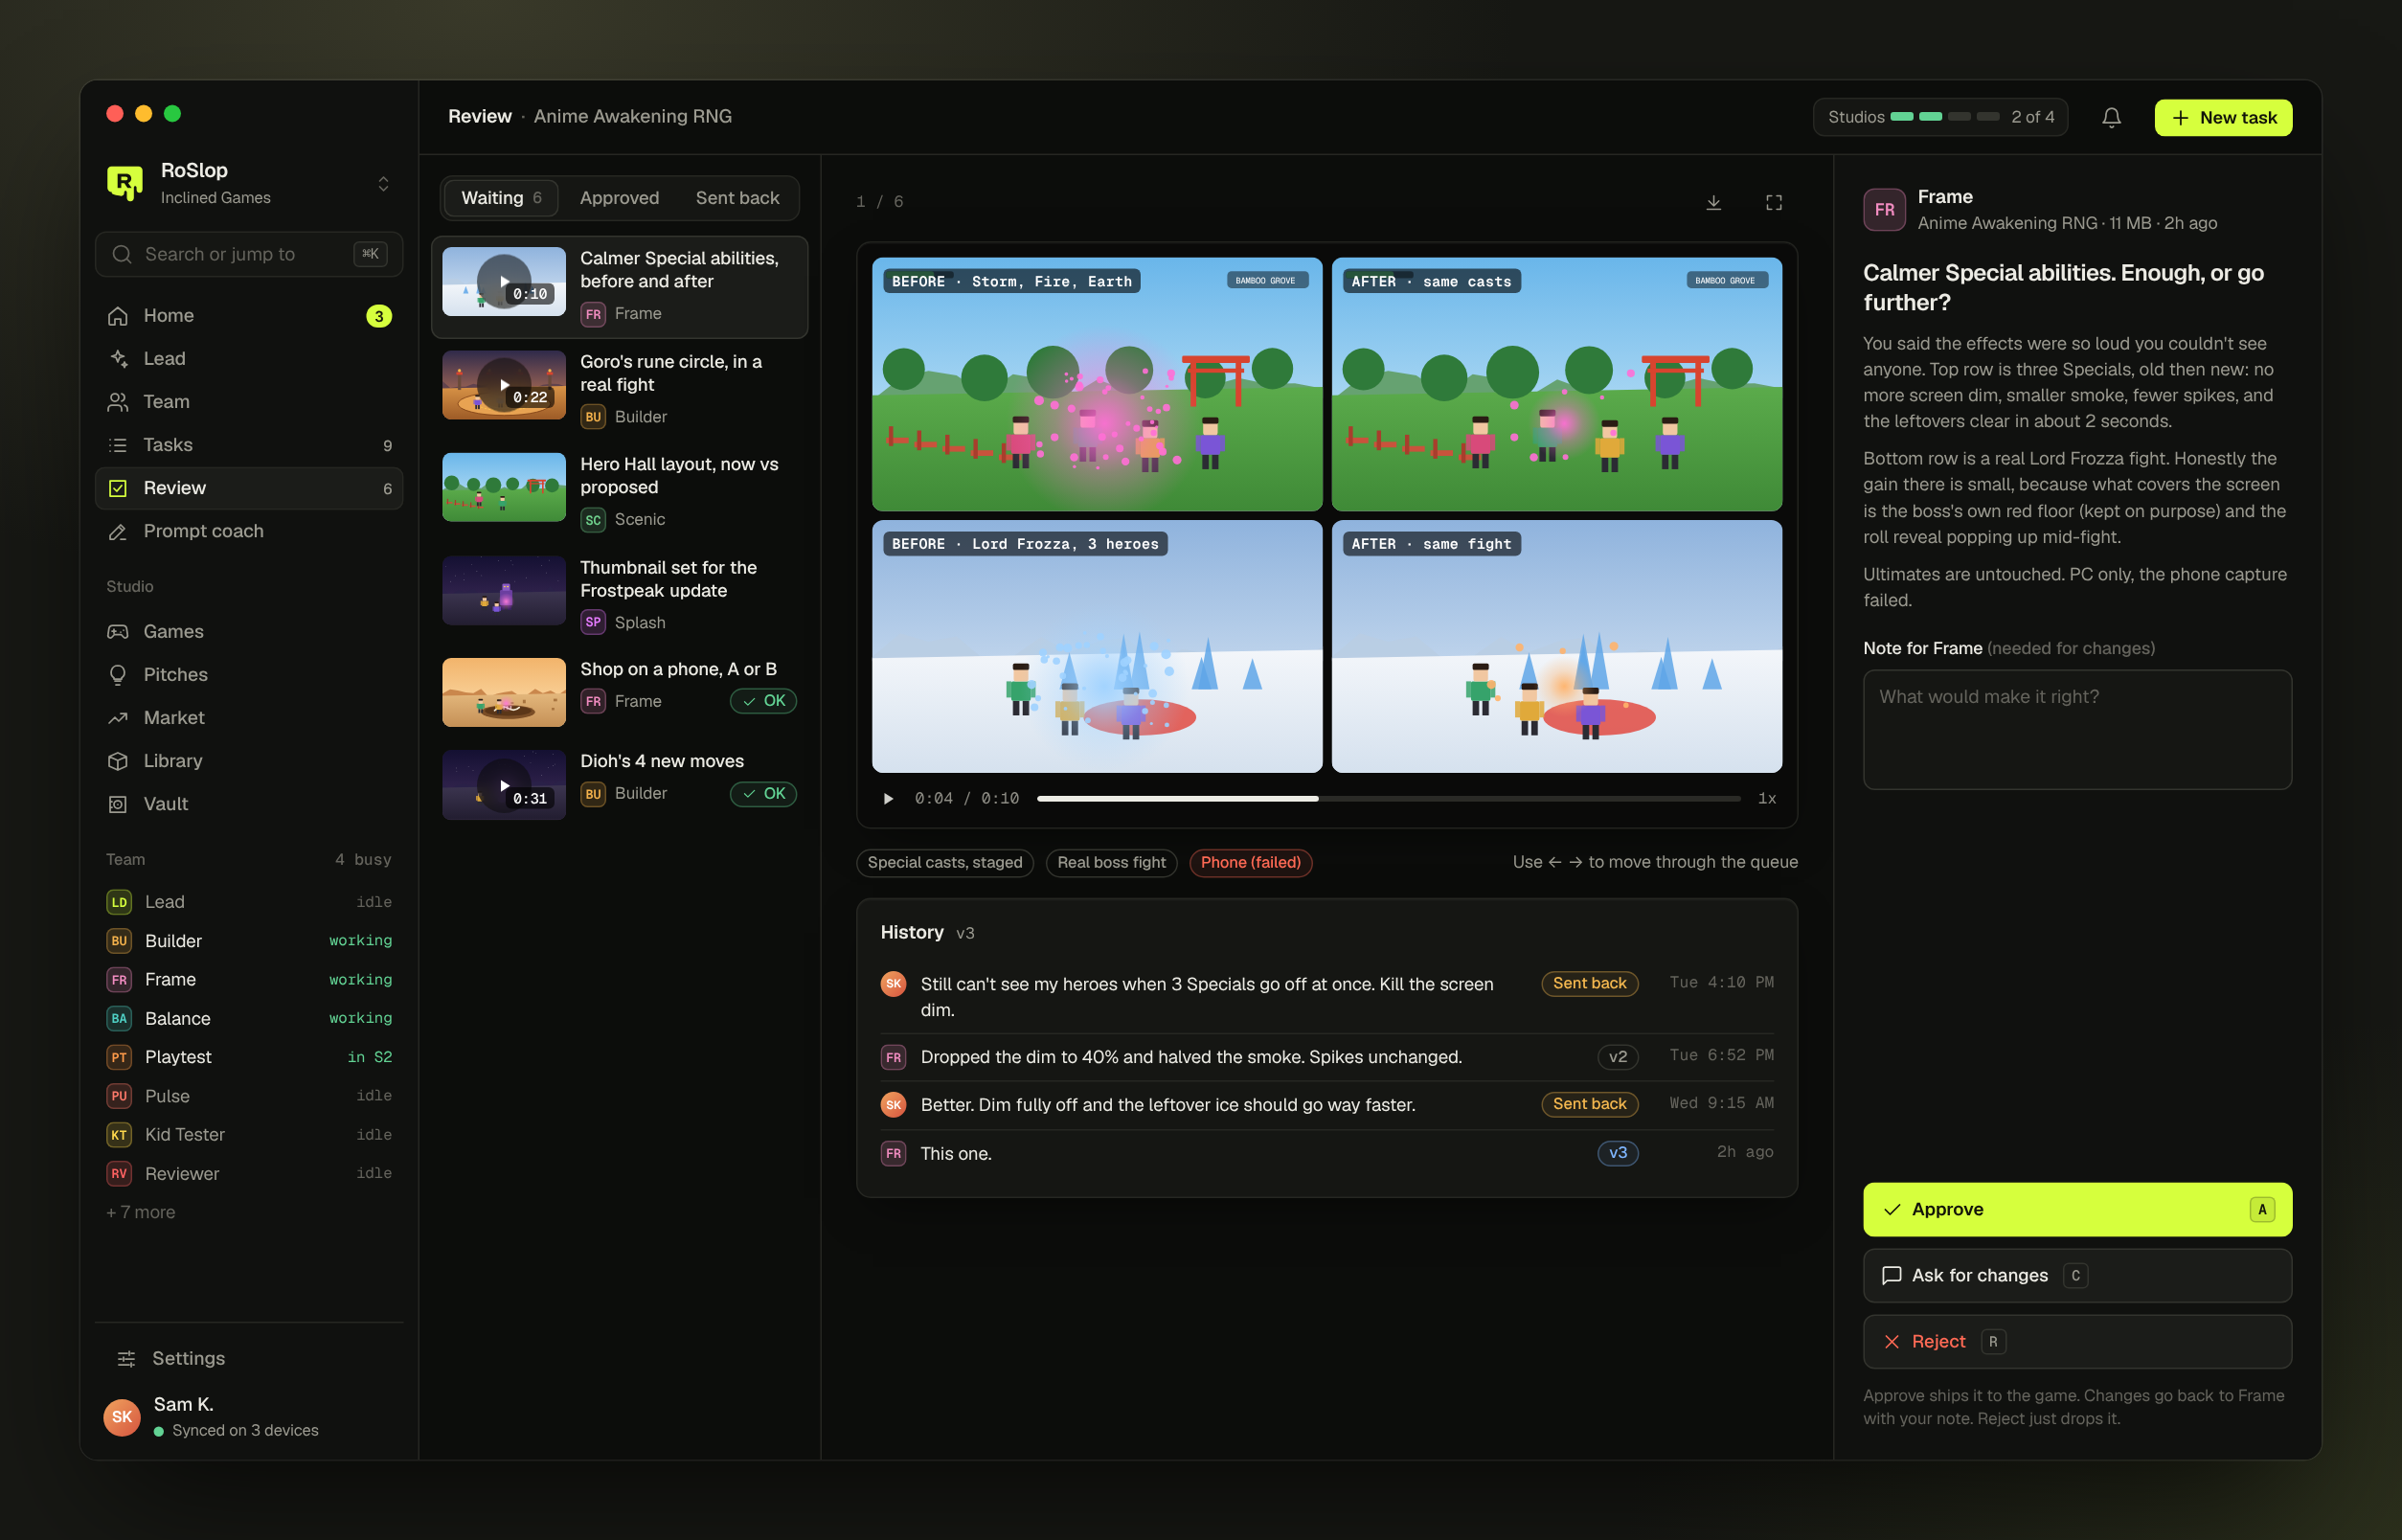 RoSlop
Inclined Games
Search or jump to ⌘K
Home 3
Lead
Team
Tasks 9
Review 6
Prompt coach
Studio
Games
Pitches
Market
Library
Vault
Team 4 busy
LD Lead idle
BU Builder working
FR Frame working
BA Balance working
PT Playtest in S2
PU Pulse idle
KT Kid Tester idle
RV Reviewer idle
+ 7 more
Settings
SK Sam K.
Synced on 3 devices
Review · Anime Awakening RNG
Studios 2 of 4
New task
Waiting 6 Approved Sent back
0:10
Calmer Special abilities,
before and after
FR Frame
0:22
Goro's rune circle, in a
real fight
BU Builder
Hero Hall layout, now vs
proposed
SC Scenic
Thumbnail set for the
Frostpeak update
SP Splash
Shop on a phone, A or B
FR Frame OK
0:31
Dioh's 4 new moves
BU Builder OK
1 / 6
BEFORE · Storm, Fire, Earth BAMBOO GROVE
AFTER · same casts BAMBOO GROVE
BEFORE · Lord Frozza, 3 heroes
AFTER · same fight
0:04 / 0:10 1x
Special casts, staged Real boss fight Phone (failed) Use ← → to move through the queue
History v3
SK Still can't see my heroes when 3 Specials go off at once. Kill the screen Sent back Tue 4:10 PM
dim.
FR Dropped the dim to 40% and halved the smoke. Spikes unchanged. v2 Tue 6:52 PM
SK Better. Dim fully off and the leftover ice should go way faster. Sent back Wed 9:15 AM
FR This one. v3 2h ago
FR Frame
Anime Awakening RNG · 11 MB · 2h ago
Calmer Special abilities. Enough, or go
further?
You said the effects were so loud you couldn't see
anyone. Top row is three Specials, old then new: no
more screen dim, smaller smoke, fewer spikes, and
the leftovers clear in about 2 seconds.
Bottom row is a real Lord Frozza fight. Honestly the
gain there is small, because what covers the screen
is the boss's own red floor (kept on purpose) and the
roll reveal popping up mid-fight.
Ultimates are untouched. PC only, the phone capture
failed.
Note for Frame (needed for changes)
What would make it right?
Approve A
Ask for changes C
Reject R
Approve ships it to the game. Changes go back to Frame
with your note. Reject just drops it.